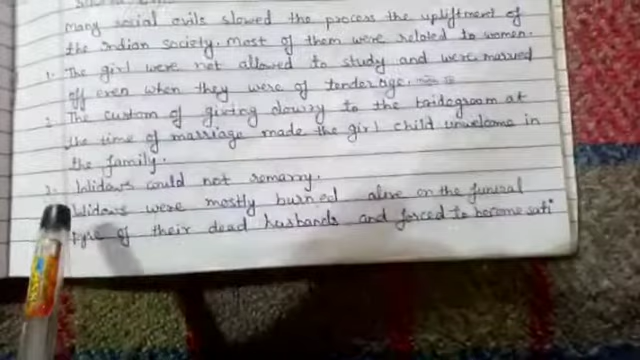 many social evils slowed the process the upliftment of
the Indian society. Most of them were related to women.
1. The girl were not allowed to study and were married
off even when they were of tender age.
2. The custom of giving dowry to the bridegroom at
the time of marriage made the girl child unwelcome in
the family.
3. Widows could not remarry.
Widows were mostly burned alive on the funeral
pyre of their dead husbands and forced to become sati